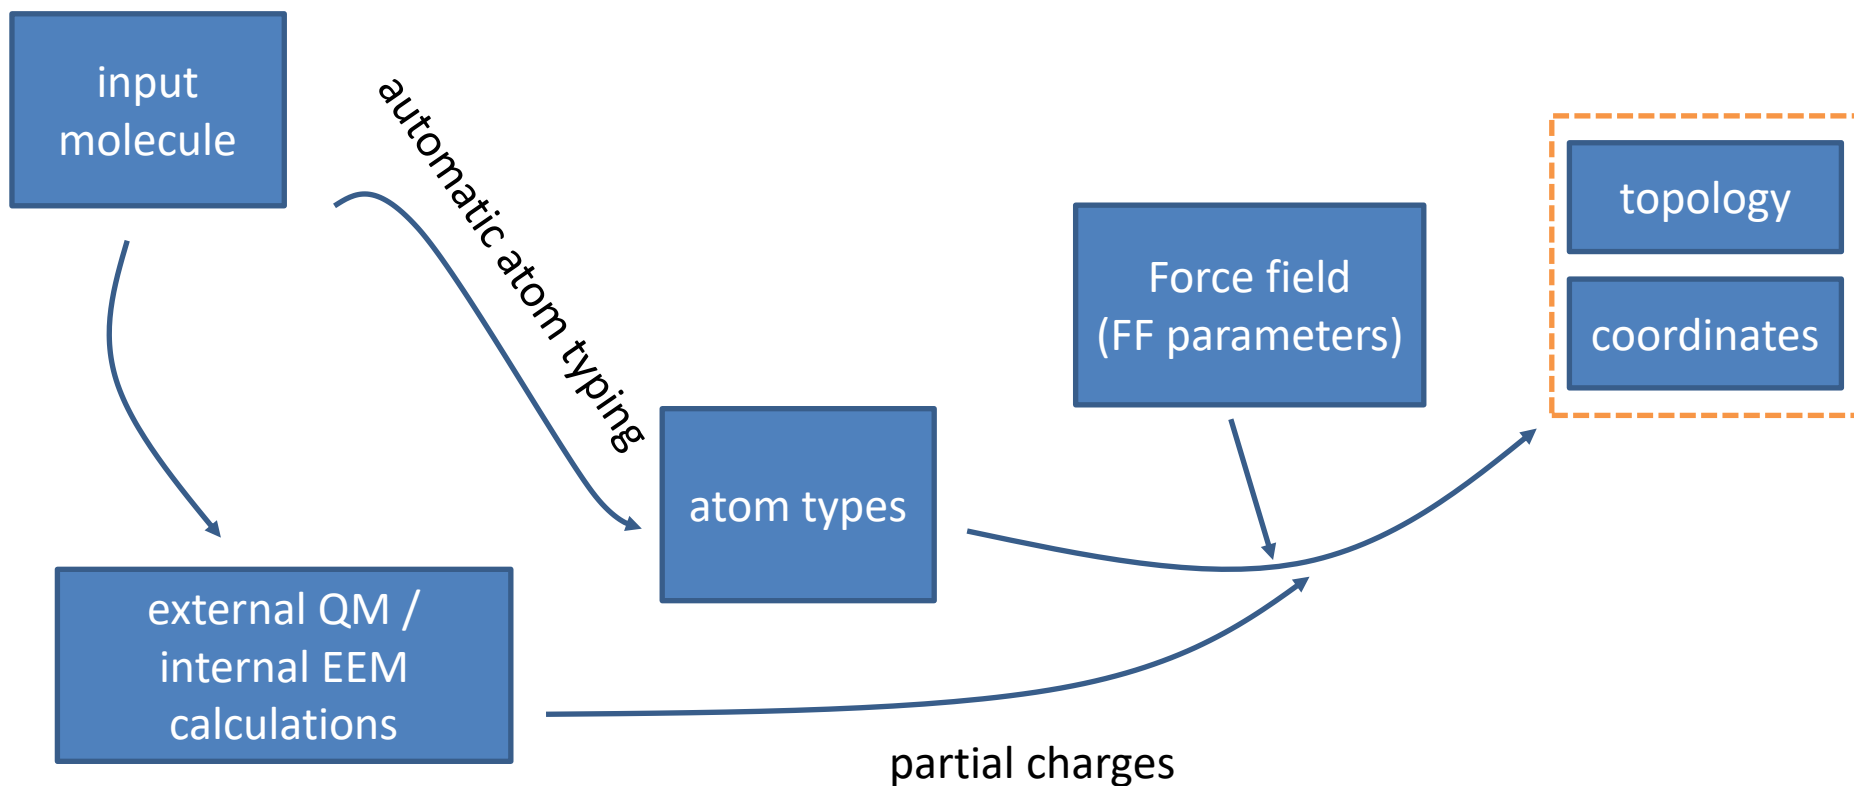 input
molecule
automatic atom typing
topology
coordinates
Force field
(FF parameters)
atom types
external QM /
internal EEM
calculations
partial charges